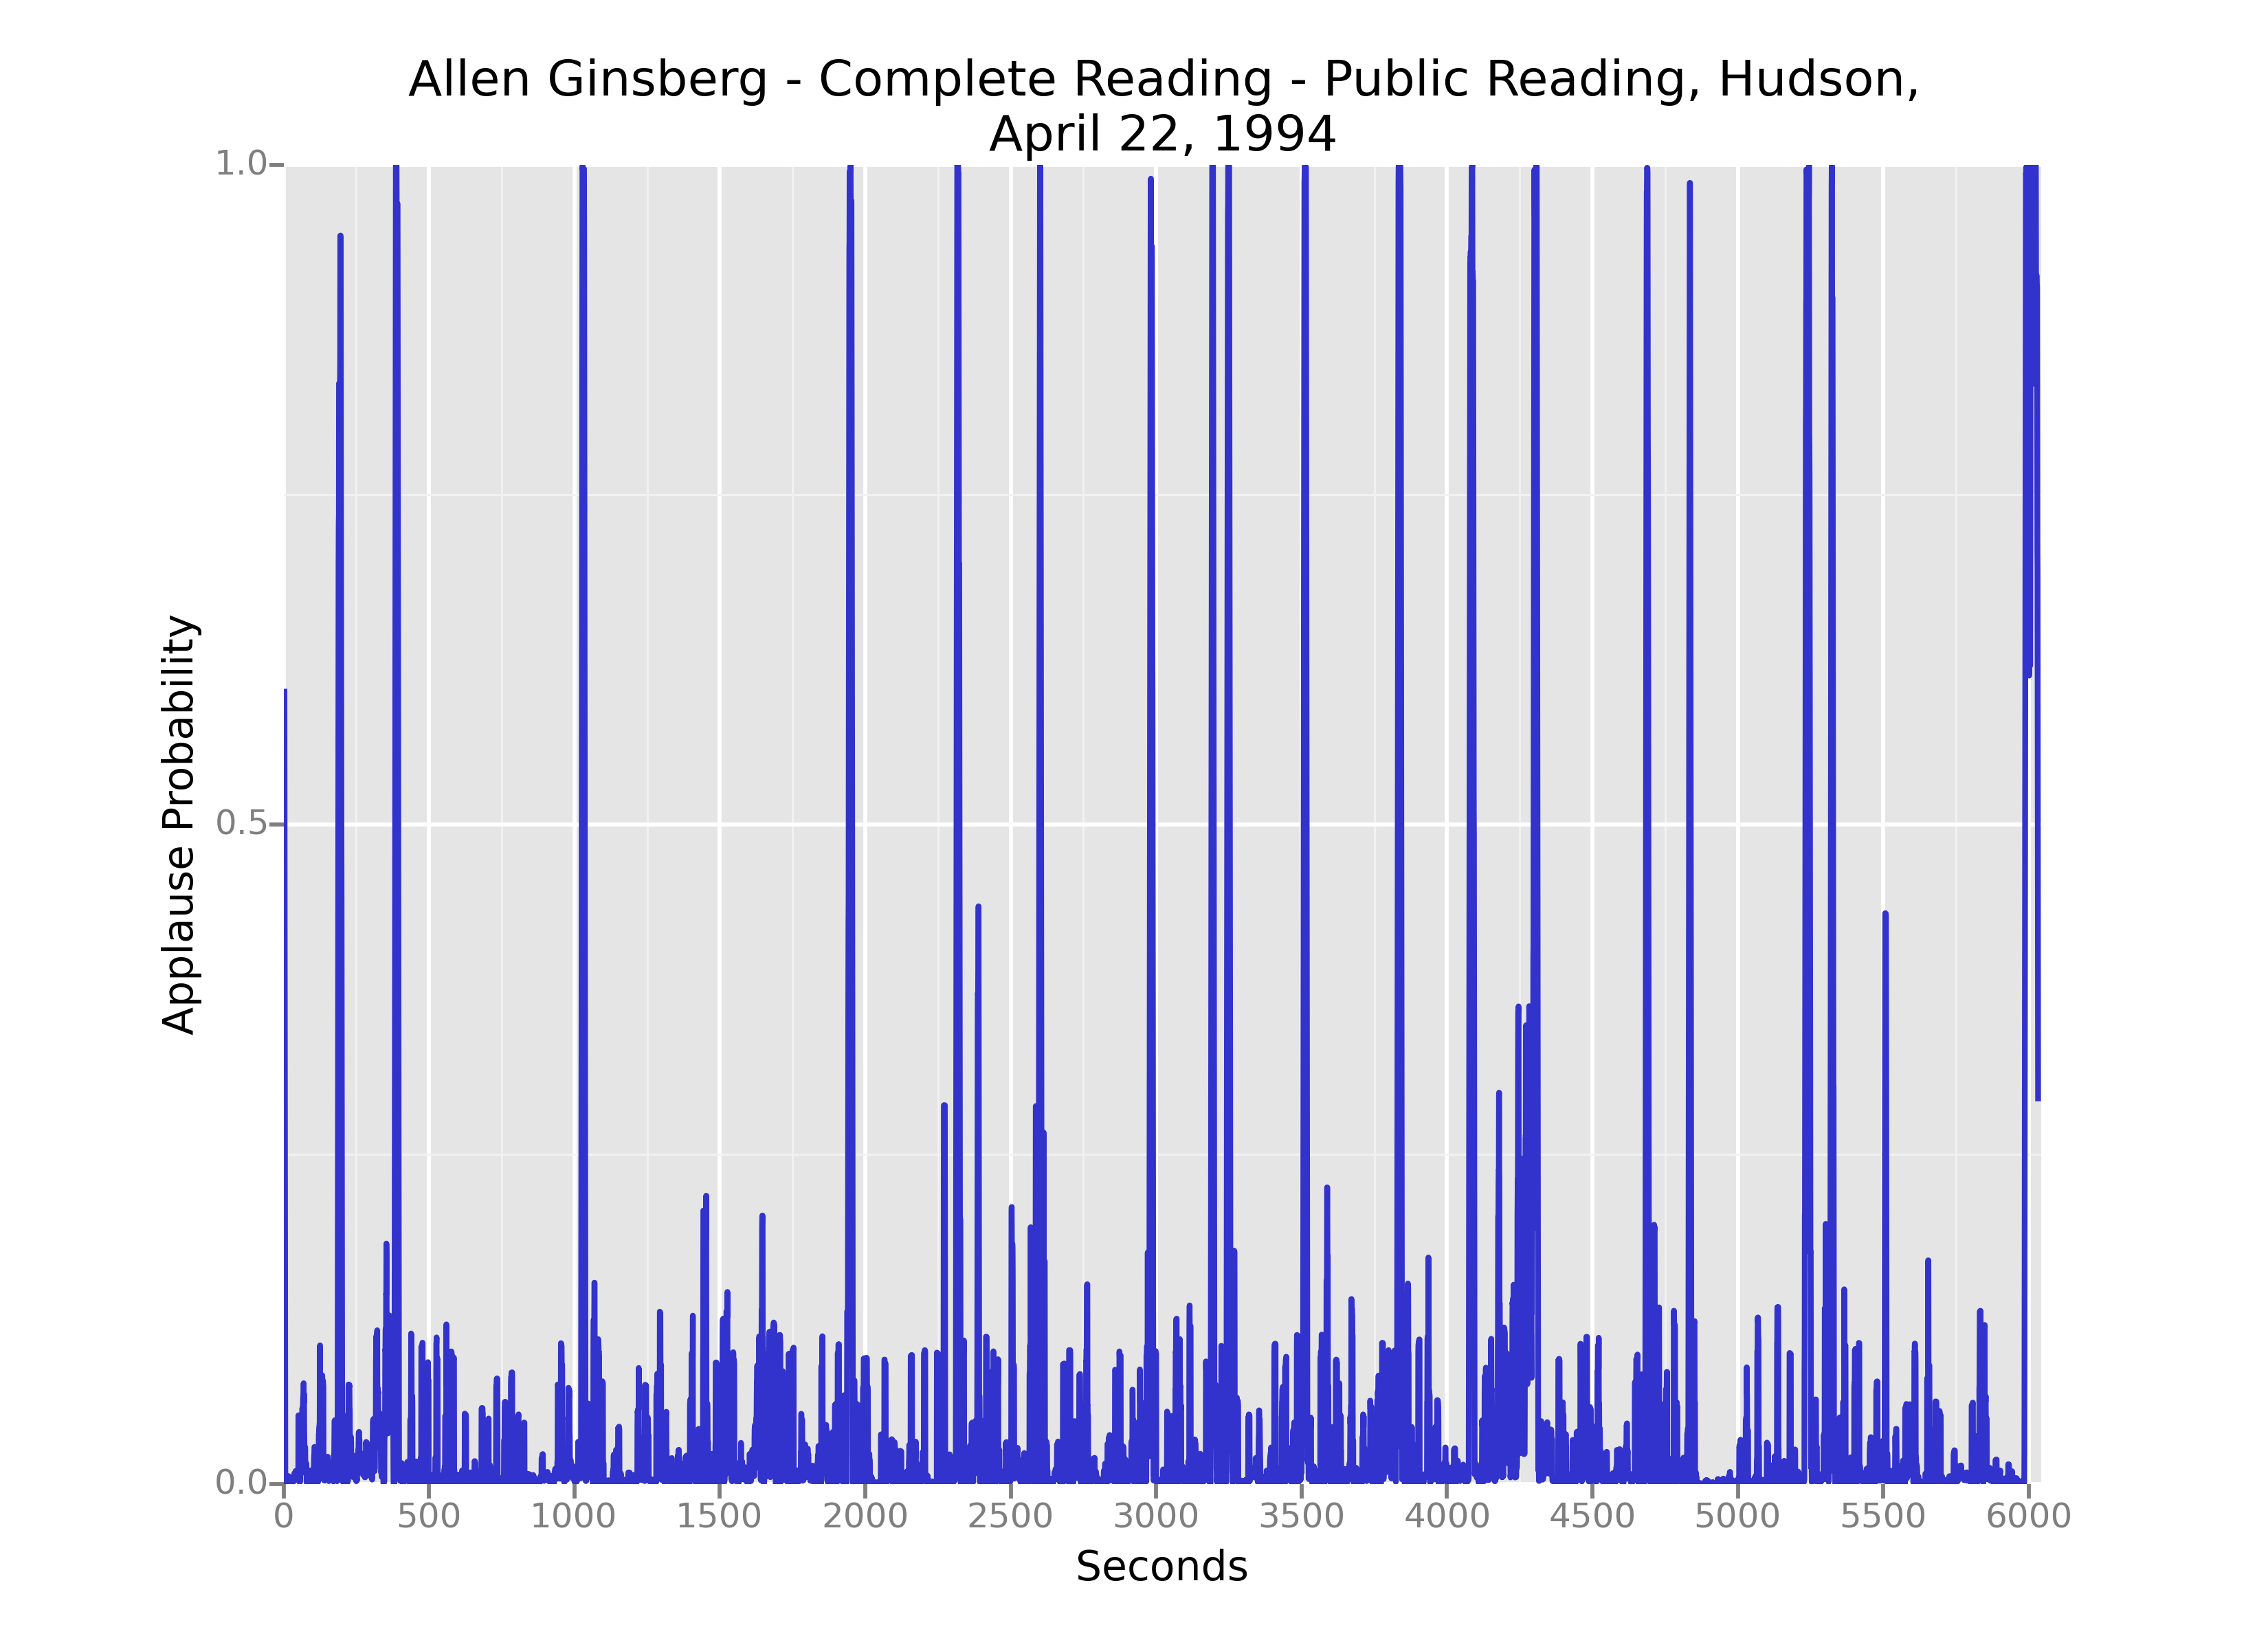 Allen Ginsberg - Complete Reading - Public Reading, Hudson,
April 22, 1994
1.0
0.5
0.0
Applause Probability
0 500 1000 1500 2000 2500 3000 3500 4000 4500 5000 5500 6000
Seconds